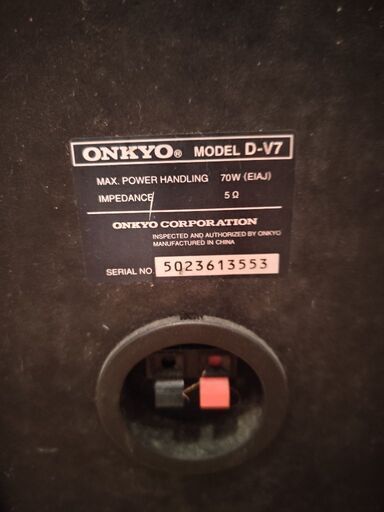 ONKYO® MODEL D-V7
MAX. POWER HANDLING 70W (EIAJ)
IMPEDANCE 5 Ω
ONKYO CORPORATION
INSPECTED AND AUTHORIZED BY ONKYO
MANUFACTURED IN CHINA
SERIAL NO 5023613553